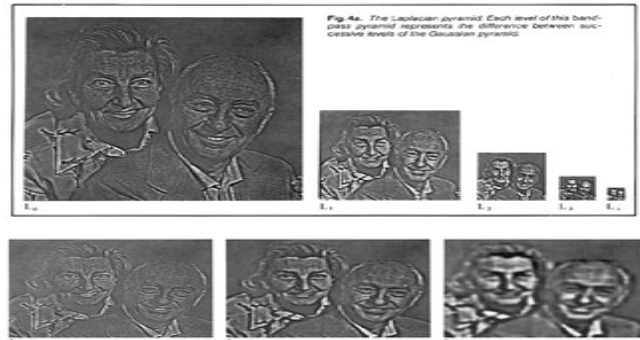 Fig. 4a. The Laplacian pyramid. Each level of this band-
pass pyramid represents the difference between suc-
cessive levels of the Gaussian pyramid.
L₀ L₁ L₂ L₃ L₄